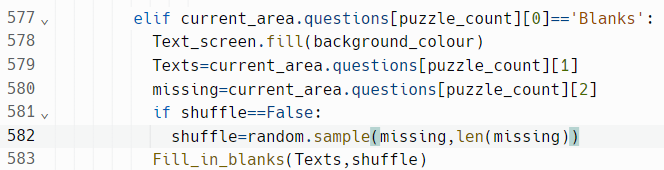 577 elif current_area.questions[puzzle_count][0]=='Blanks':
578 Text_screen.fill(background_colour)
579 Texts=current_area.questions[puzzle_count][1]
580 missing=current_area.questions[puzzle_count][2]
581 if shuffle==False:
582 shuffle=random.sample(missing,len(missing))
583 Fill_in_blanks(Texts,shuffle)